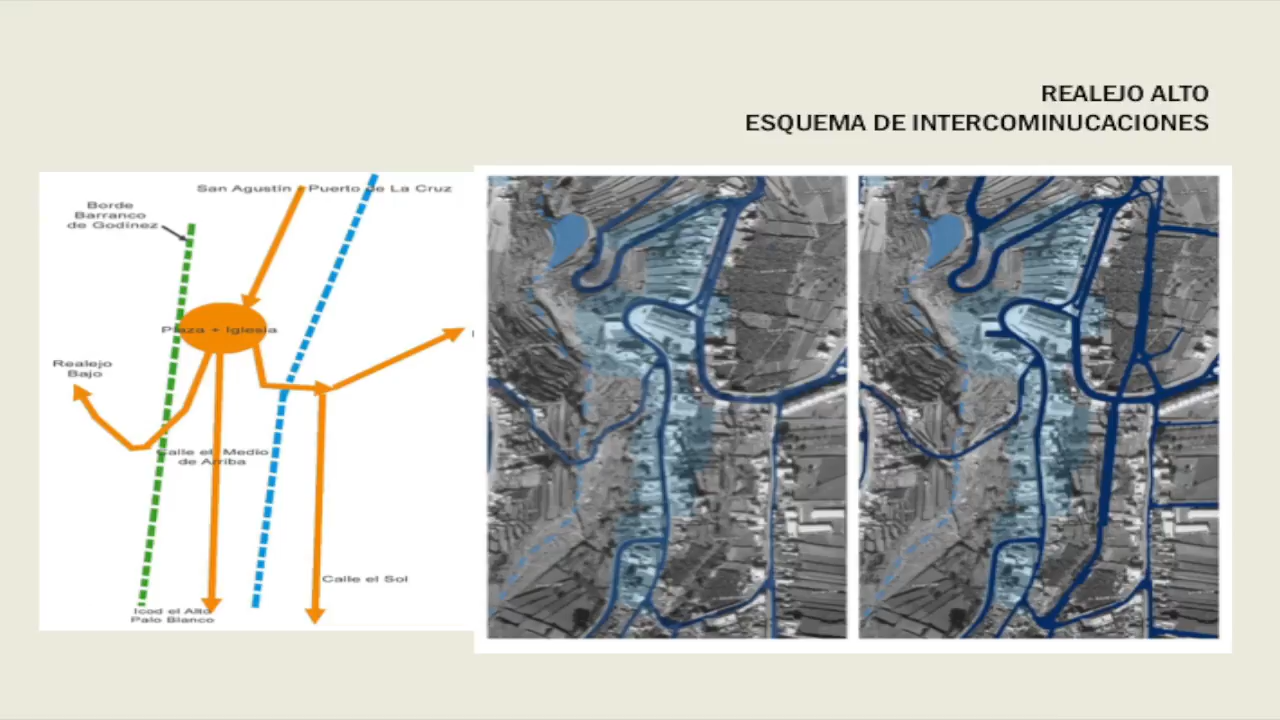 REALEJO ALTO
ESQUEMA DE INTERCOMINUCACIONES
San Agustín - Puerto de La Cruz
Borde
Barranco
de Godínez
Plaza + Iglesia
Realejo
Bajo
Calle el Medio
de Arriba
Calle el Sol
Icod el Alto
Palo Blanco